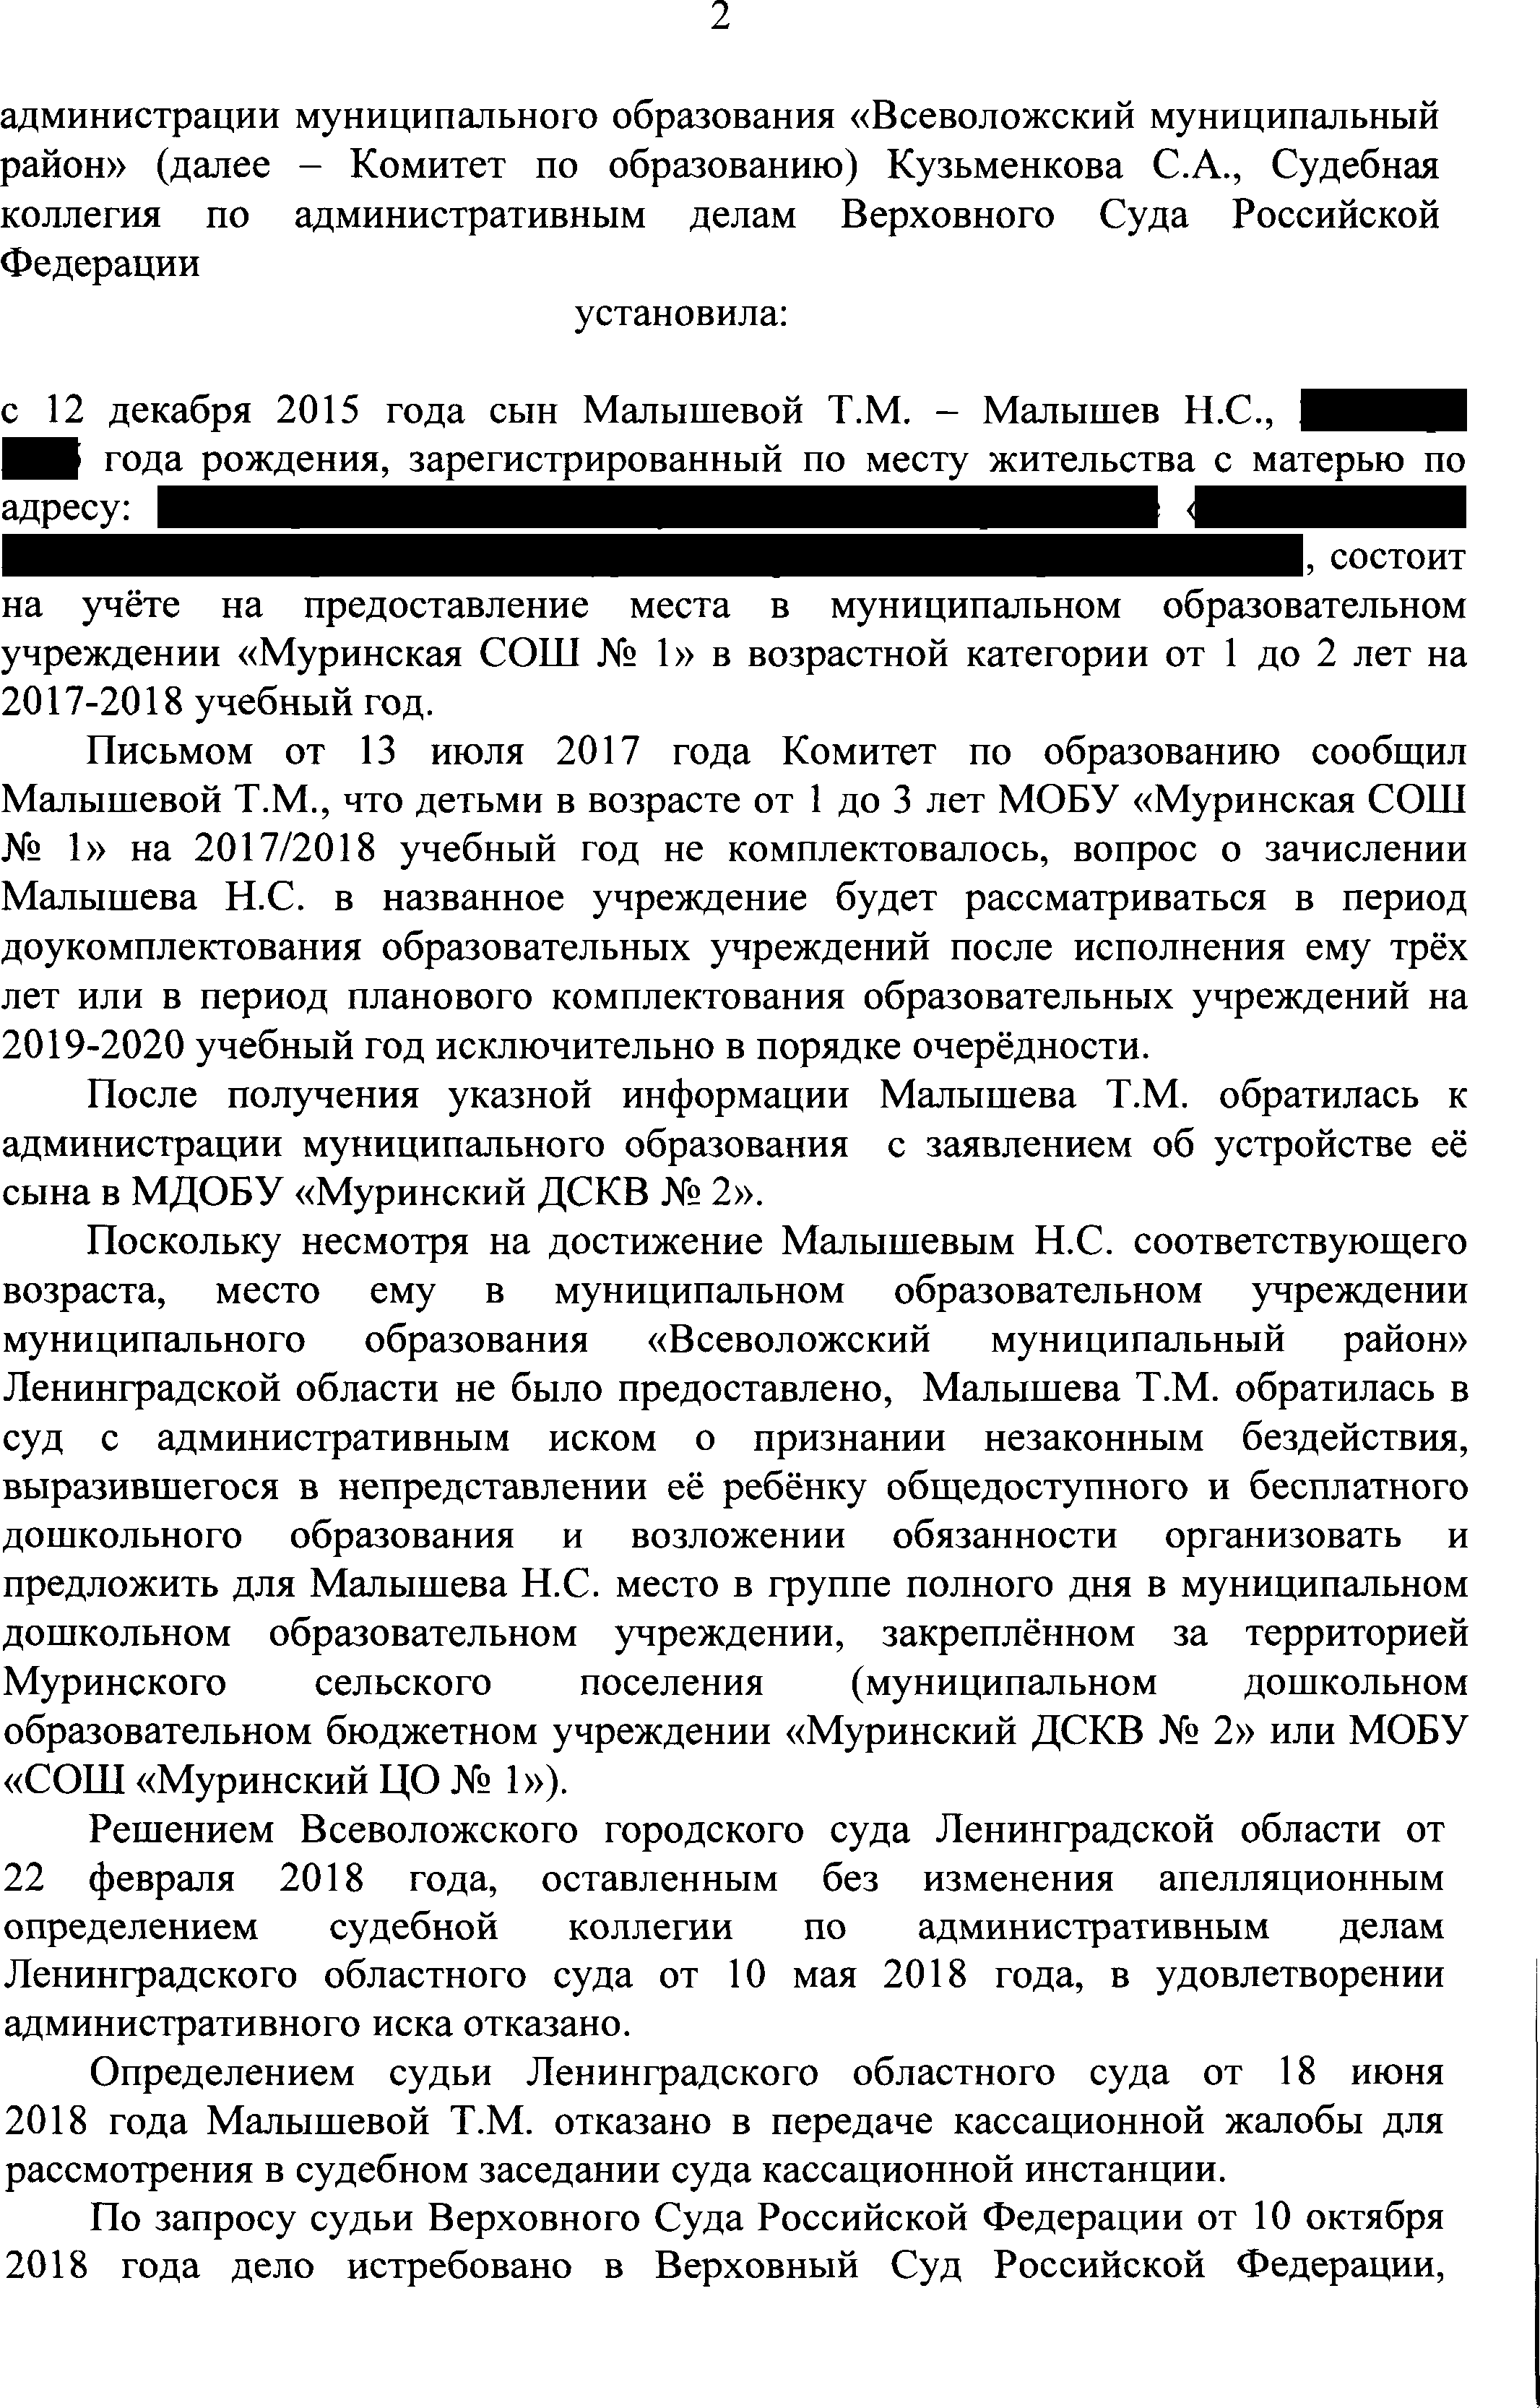 2
администрации муниципального образования «Всеволожский муниципальный
район» (далее – Комитет по образованию) Кузьменкова С.А., Судебная
коллегия по административным делам Верховного Суда Российской
Федерации
установила:
с 12 декабря 2015 года сын Малышевой Т.М. – Малышев Н.С.,
года рождения, зарегистрированный по месту жительства с матерью по
адресу: «
, состоит
на учёте на предоставление места в муниципальном образовательном
учреждении «Муринская СОШ № 1» в возрастной категории от 1 до 2 лет на
2017-2018 учебный год.
Письмом от 13 июля 2017 года Комитет по образованию сообщил
Малышевой Т.М., что детьми в возрасте от 1 до 3 лет МОБУ «Муринская СОШ
№ 1» на 2017/2018 учебный год не комплектовалось, вопрос о зачислении
Малышева Н.С. в названное учреждение будет рассматриваться в период
доукомплектования образовательных учреждений после исполнения ему трёх
лет или в период планового комплектования образовательных учреждений на
2019-2020 учебный год исключительно в порядке очерёдности.
После получения указной информации Малышева Т.М. обратилась к
администрации муниципального образования с заявлением об устройстве её
сына в МДОБУ «Муринский ДСКВ № 2».
Поскольку несмотря на достижение Малышевым Н.С. соответствующего
возраста, место ему в муниципальном образовательном учреждении
муниципального образования «Всеволожский муниципальный район»
Ленинградской области не было предоставлено, Малышева Т.М. обратилась в
суд с административным иском о признании незаконным бездействия,
выразившегося в непредставлении её ребёнку общедоступного и бесплатного
дошкольного образования и возложении обязанности организовать и
предложить для Малышева Н.С. место в группе полного дня в муниципальном
дошкольном образовательном учреждении, закреплённом за территорией
Муринского сельского поселения (муниципальном дошкольном
образовательном бюджетном учреждении «Муринский ДСКВ № 2» или МОБУ
«СОШ «Муринский ЦО № 1»).
Решением Всеволожского городского суда Ленинградской области от
22 февраля 2018 года, оставленным без изменения апелляционным
определением судебной коллегии по административным делам
Ленинградского областного суда от 10 мая 2018 года, в удовлетворении
административного иска отказано.
Определением судьи Ленинградского областного суда от 18 июня
2018 года Малышевой Т.М. отказано в передаче кассационной жалобы для
рассмотрения в судебном заседании суда кассационной инстанции.
По запросу судьи Верховного Суда Российской Федерации от 10 октября
2018 года дело истребовано в Верховный Суд Российской Федерации,